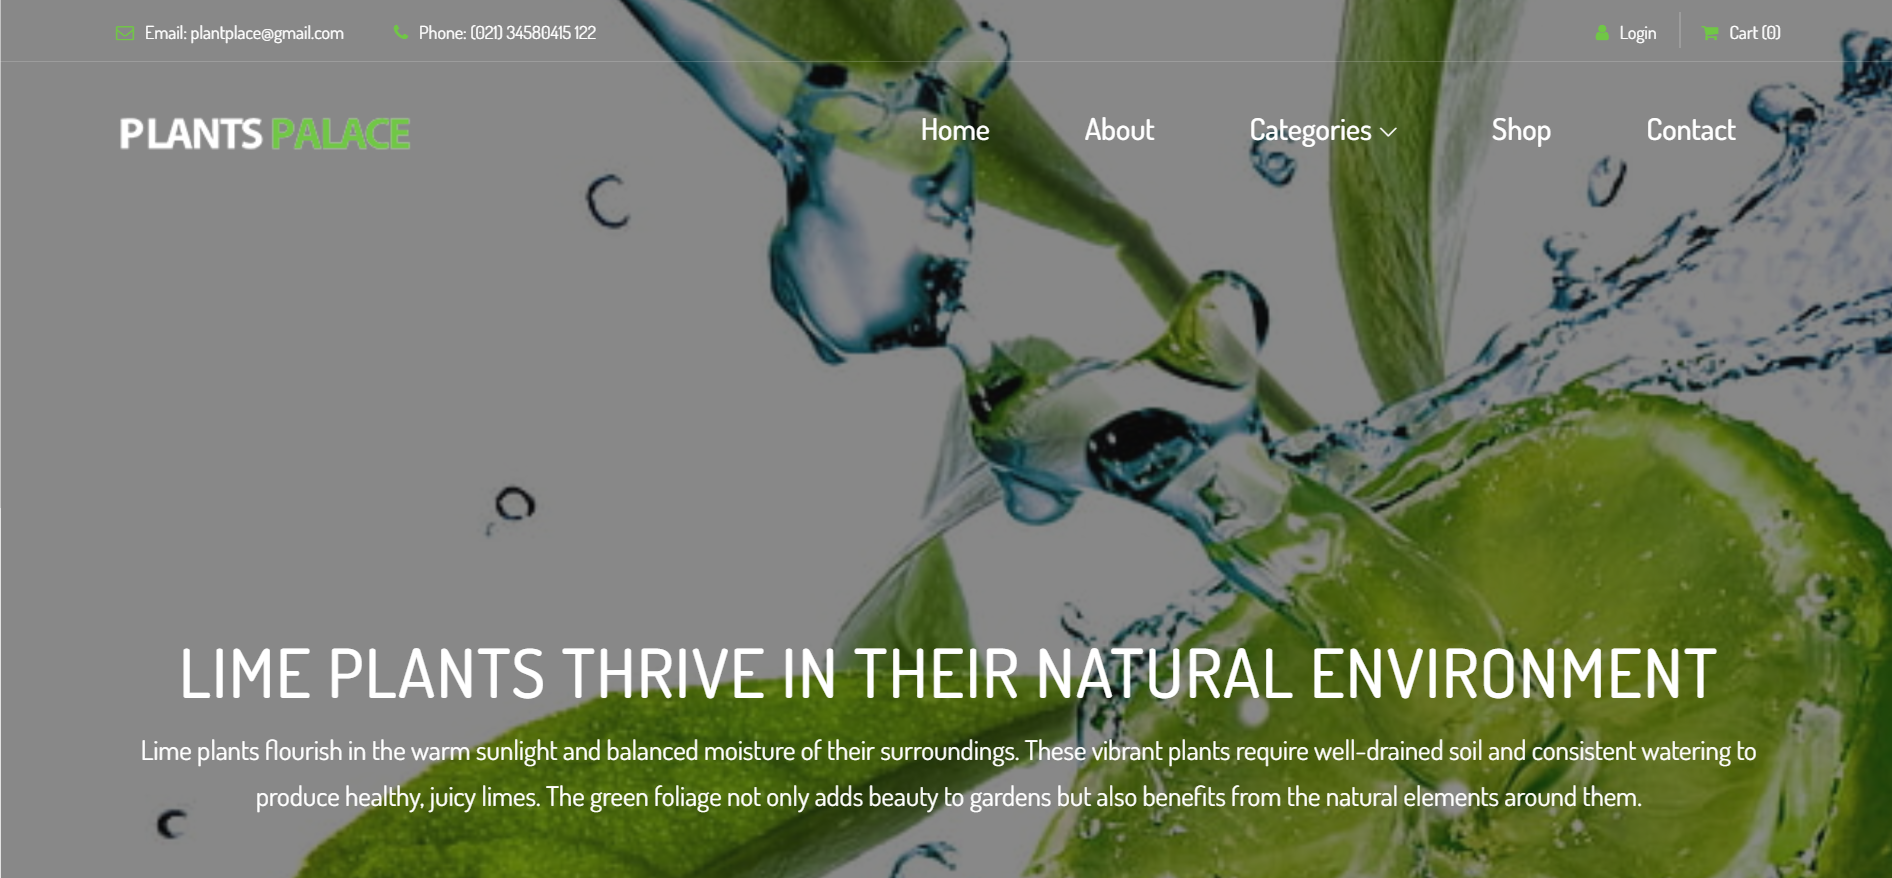 Email: plantplace@gmail.com
Phone: (021) 34580415 122
Login
Cart (0)
PLANTS PALACE
Home
About
Categories
Shop
Contact
LIME PLANTS THRIVE IN THEIR NATURAL ENVIRONMENT
Lime plants flourish in the warm sunlight and balanced moisture of their surroundings. These vibrant plants require well-drained soil and consistent watering to
produce healthy, juicy limes. The green foliage not only adds beauty to gardens but also benefits from the natural elements around them.